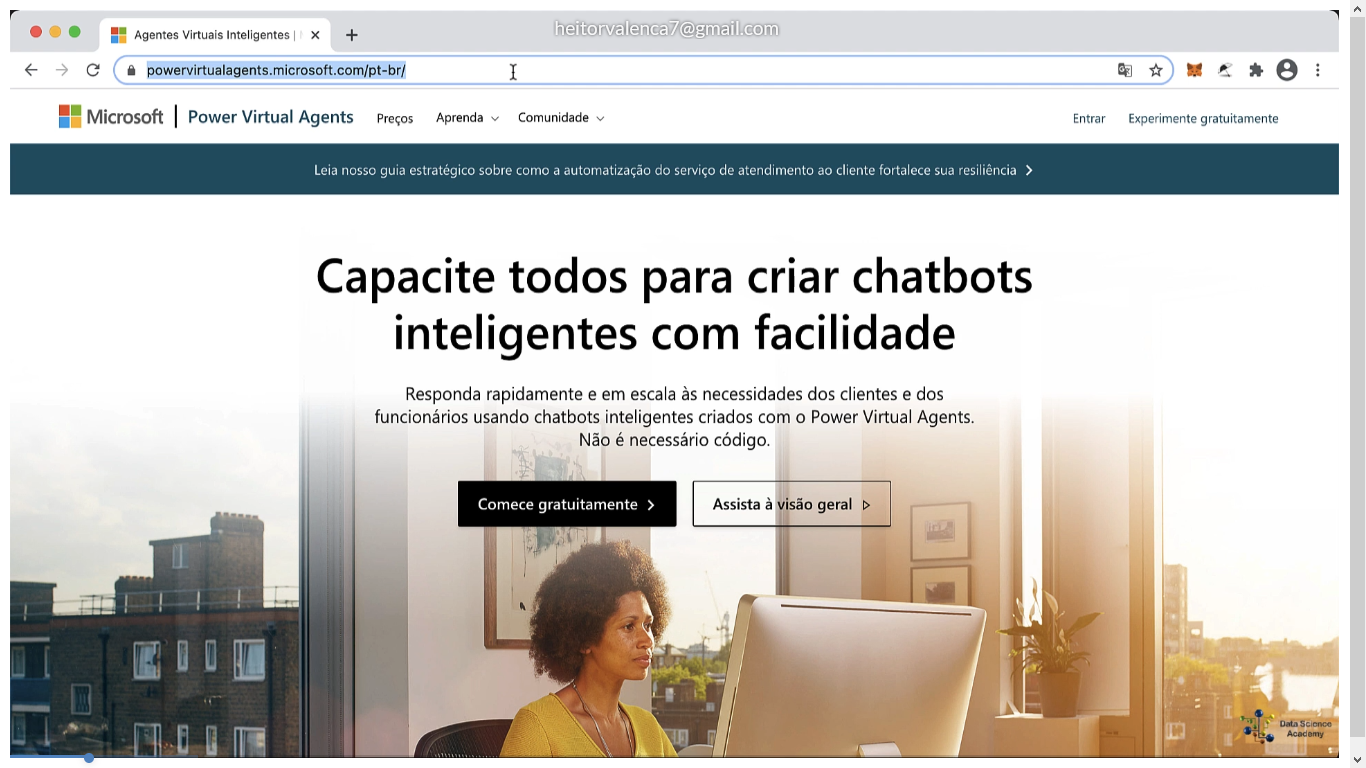 heitorvalenca7@gmail.com
Agentes Virtuais Inteligentes |
powervirtualagents.microsoft.com/pt-br/
Microsoft | Power Virtual Agents Preços Aprenda Comunidade Entrar Experimente gratuitamente
Leia nosso guia estratégico sobre como a automatização do serviço de atendimento ao cliente fortalece sua resiliência
Capacite todos para criar chatbots
inteligentes com facilidade
Responda rapidamente e em escala às necessidades dos clientes e dos
funcionários usando chatbots inteligentes criados com o Power Virtual Agents.
Não é necessário código.
Comece gratuitamente Assista à visão geral
Data Science
Academy